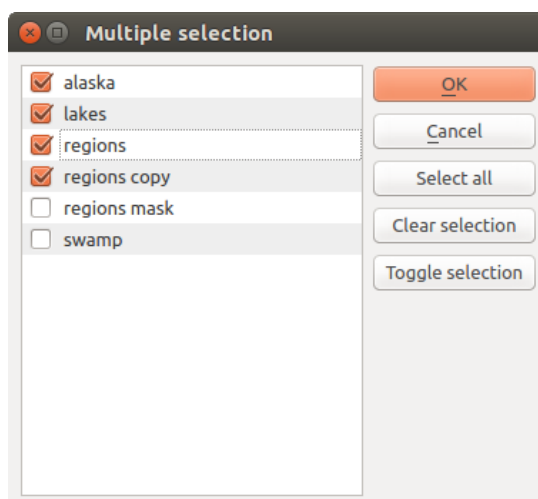 Multiple selection
alaska
lakes
regions
regions copy
regions mask
swamp
OK
Cancel
Select all
Clear selection
Toggle selection